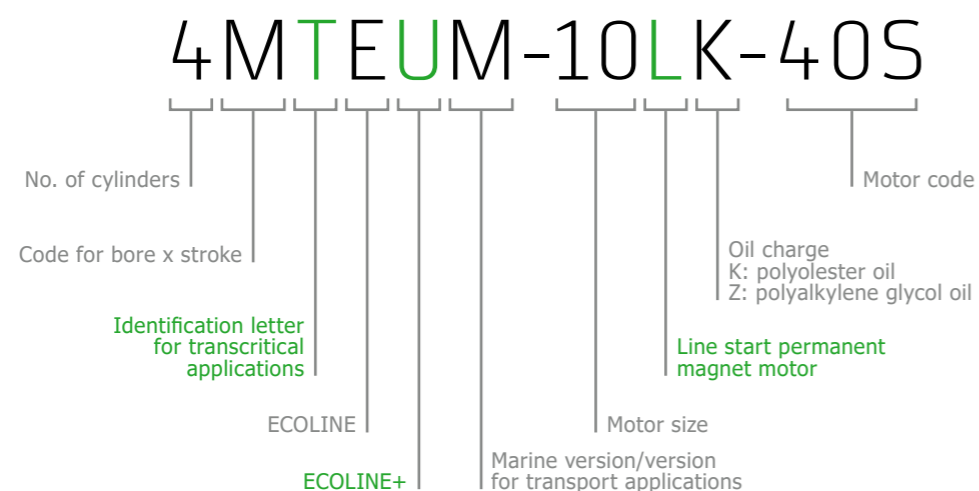 4MTEUM-10LK-40S
No. of cylinders
Motor code
Code for bore x stroke
Oil charge
K: polyolester oil
Z: polyalkylene glycol oil
Identification letter
for transcritical
applications
Line start permanent
magnet motor
ECOLINE
Motor size
ECOLINE+
Marine version/version
for transport applications